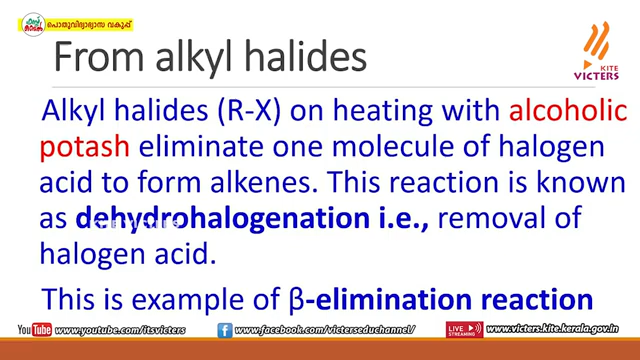 പൊതുവിദ്യാഭ്യാസ വകുപ്പ്
From alkyl halides
KITE
VICTERS
Alkyl halides (R-X) on heating with alcoholic
potash eliminate one molecule of halogen
acid to form alkenes. This reaction is known
as dehydrohalogenation i.e., removal of
halogen acid.
This is example of β-elimination reaction
YouTube www.youtube.com/itsvicters
f www.facebook.com/victerseduchannel/
LIVE STREAMING www.victers.kite.kerala.gov.in